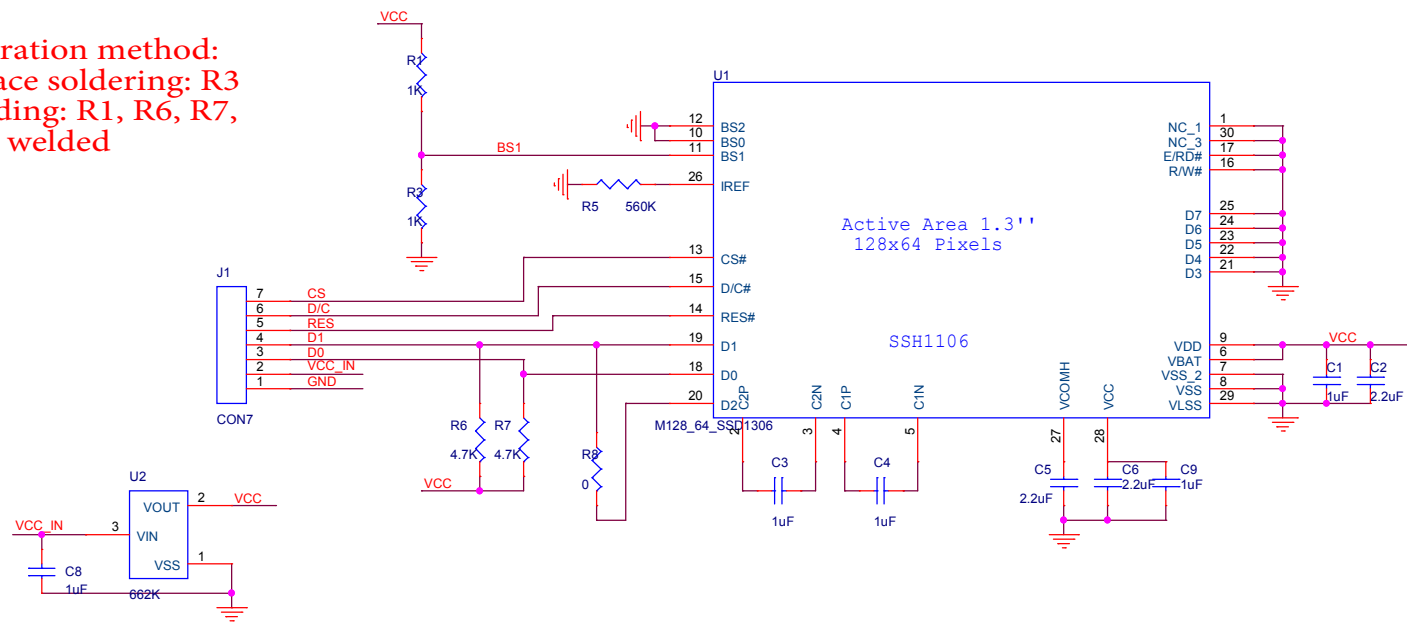 VCC
ration method:
ace soldering: R3
ding: R1, R6, R7,
welded
R1
1K
BS1
R3
1K
R5 560K
U1
12 BS2
10 BS0
11 BS1
26 IREF
13 CS#
15 D/C#
14 RES#
19 D1
18 D0
20 D2
Active Area 1.3''
128x64 Pixels
SSH1106
NC_1 1
NC_3 30
E/RD# 17
R/W# 16
D7 25
D6 24
D5 23
D4 22
D3 21
VDD 9
VBAT 6
VSS_2 7
VSS 8
VLSS 29
VCC
C1
1uF
C2
2.2uF
J1
7 CS
6 D/C
5 RES
4 D1
3 D0
2 VCC_IN
1 GND
CON7
R6
4.7K
R7
4.7K
VCC
R8
0
M128_64_SSD1306
C2P
C2N
C1P
C1N
VCOMH
VCC
2
3
4
5
27
28
C3
1uF
C4
1uF
C5
2.2uF
C6
2.2uF
C9
1uF
U2
VOUT 2 VCC
VCC_IN 3 VIN
VSS 1
C8
1uF
662K